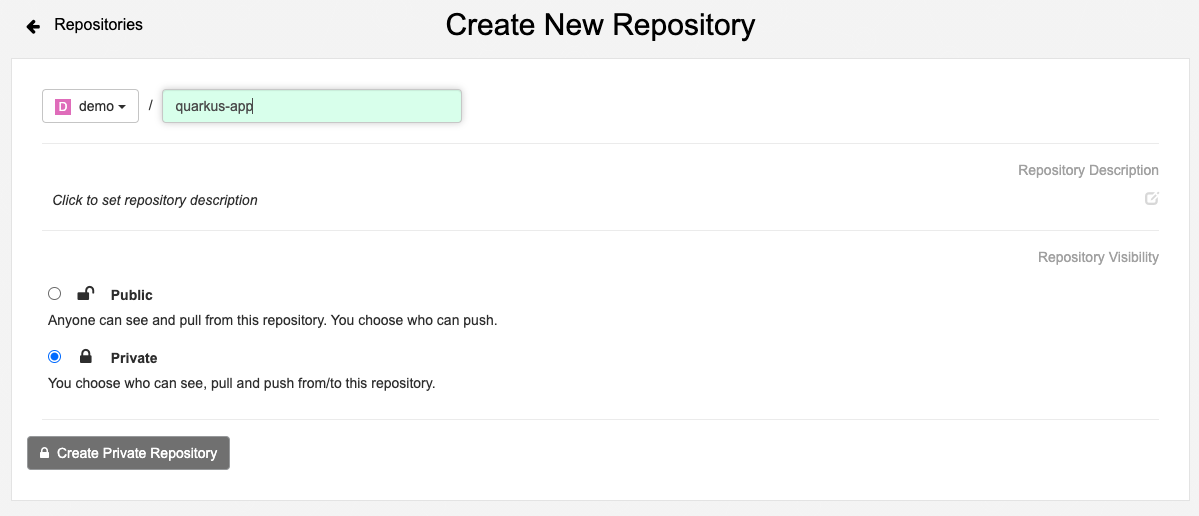 Repositories
Create New Repository
D demo / quarkus-app
Repository Description
Click to set repository description
Repository Visibility
Public
Anyone can see and pull from this repository. You choose who can push.
Private
You choose who can see, pull and push from/to this repository.
Create Private Repository